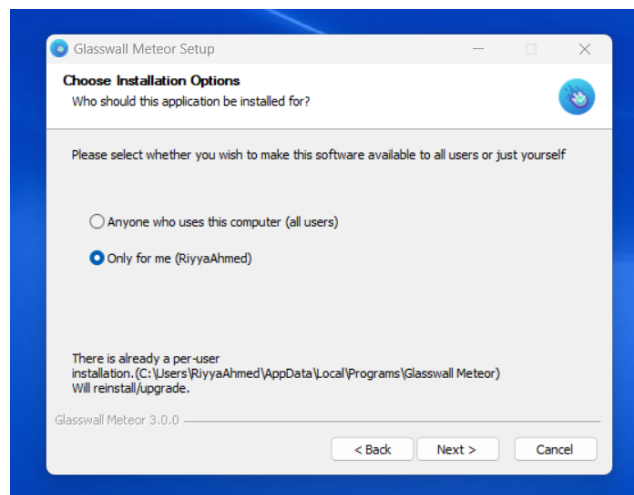 Glasswall Meteor Setup
Choose Installation Options
Who should this application be installed for?
Please select whether you wish to make this software available to all users or just yourself
Anyone who uses this computer (all users)
Only for me (RiyyaAhmed)
There is already a per-user
installation.(C:\Users\RiyyaAhmed\AppData\Local\Programs\Glasswall Meteor)
Will reinstall/upgrade.
Glasswall Meteor 3.0.0
< Back Next > Cancel